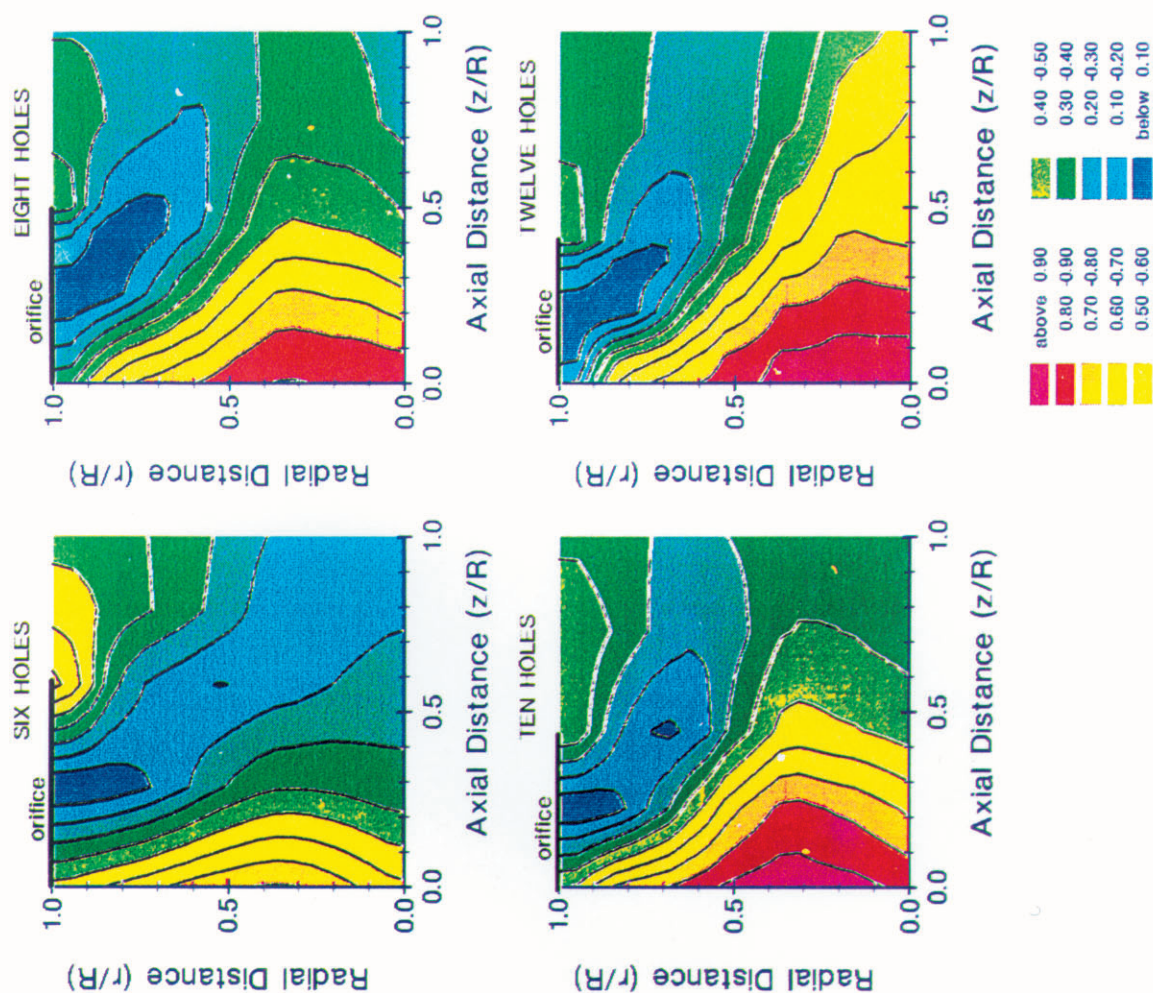 SIX HOLES
orifice
Radial Distance (r/R)
1.0
0.5
0.0
0.0
0.5
1.0
Axial Distance (z/R)
EIGHT HOLES
orifice
Radial Distance (r/R)
1.0
0.5
0.0
0.0
0.5
1.0
Axial Distance (z/R)
TEN HOLES
orifice
Radial Distance (r/R)
1.0
0.5
0.0
0.0
0.5
1.0
Axial Distance (z/R)
TWELVE HOLES
orifice
Radial Distance (r/R)
1.0
0.5
0.0
0.0
0.5
1.0
Axial Distance (z/R)
above 0.90
0.80 -0.90
0.70 -0.80
0.60 -0.70
0.50 -0.60
0.40 -0.50
0.30 -0.40
0.20 -0.30
0.10 -0.20
below 0.10